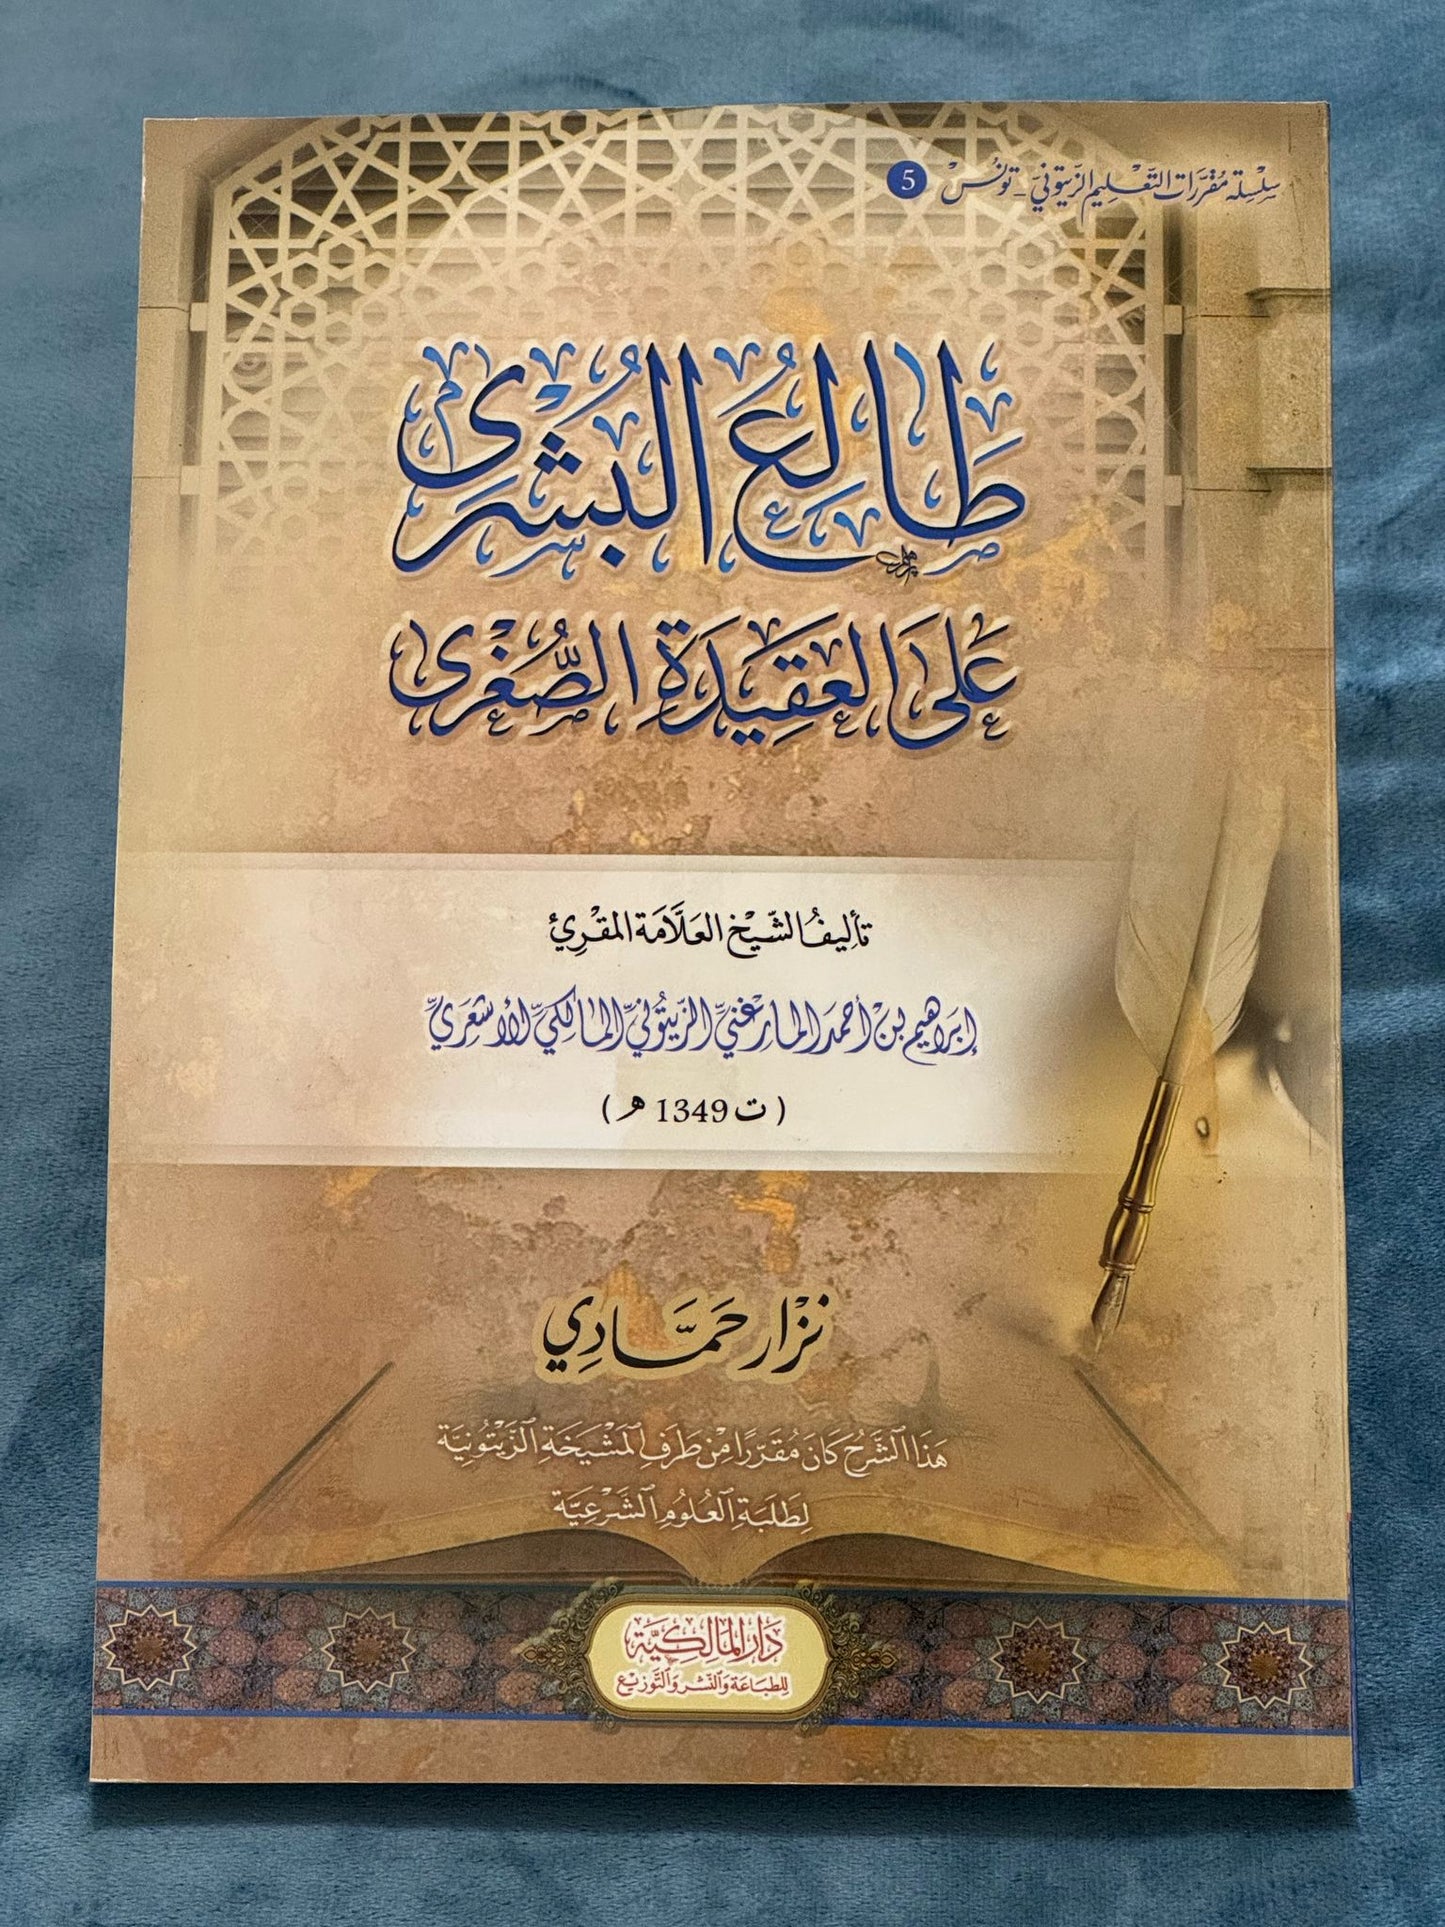 سلسلة مقررات التعليم الزيتوني - تونس 5
طالع البشرى
على العقيدة الصغرى
تأليف الشيخ العلامة المقرئ
إبراهيم بن أحمد المارغني الزيتوني المالكي الأشعري
(ت 1349 هـ)
نزار حمادي
هذا الشرح كان مقررا من طرف المشيخة الزيتونية
لطلبة العلوم الشرعية
دار المالكية
للطباعة والنشر والتوزيع